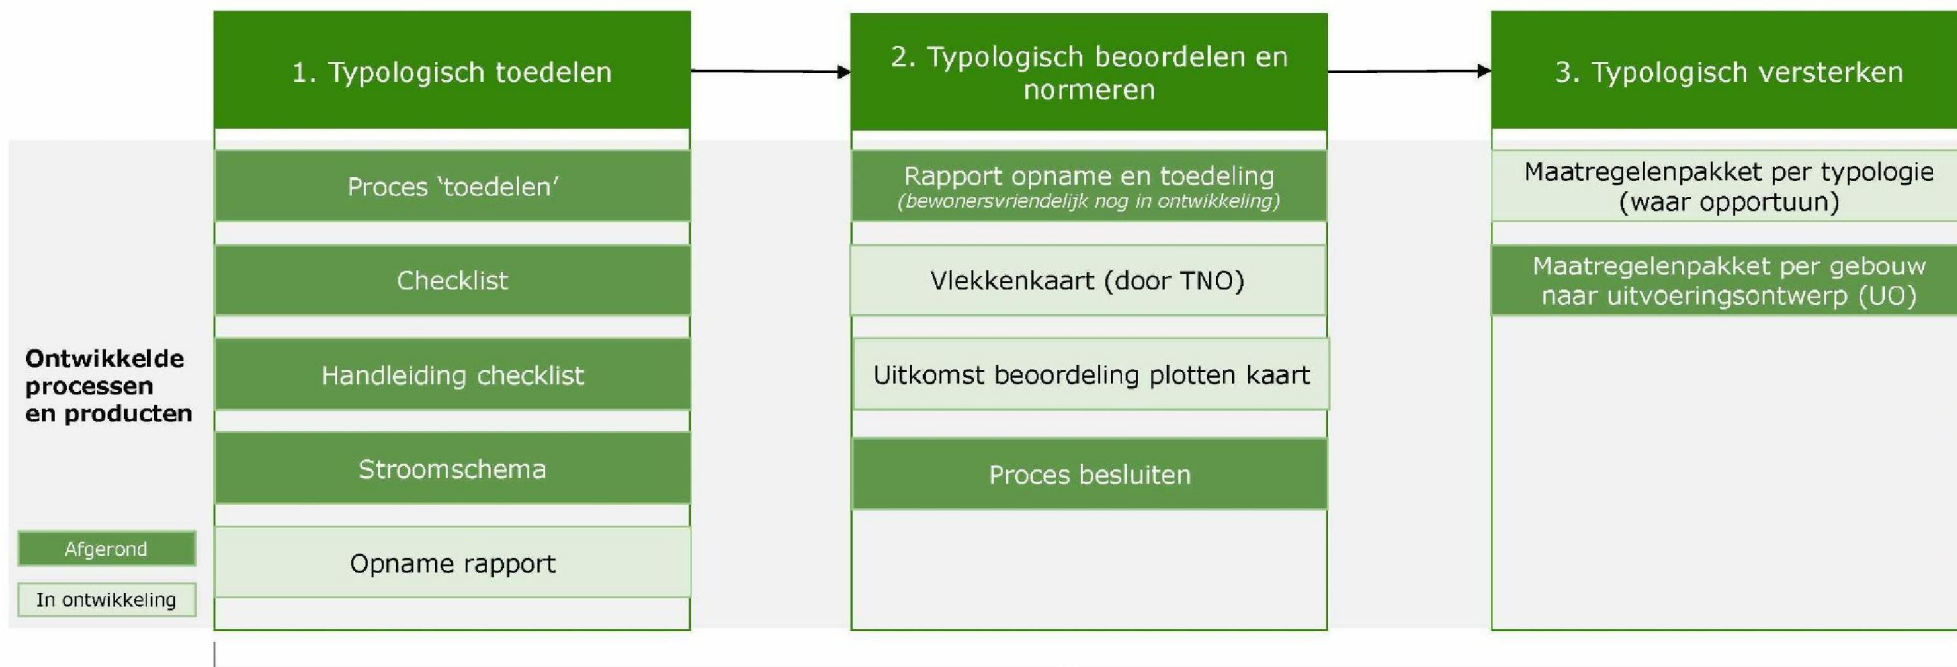 1. Typologisch toedelen
2. Typologisch beoordelen en
normeren
3. Typologisch versterken
Ontwikkelde
processen
en producten
Afgerond
In ontwikkeling
Proces ‘toedelen’
Checklist
Handleiding checklist
Stroomschema
Opname rapport
Rapport opname en toedeling
(bewonersvriendelijk nog in ontwikkeling)
Vlekkenkaart (door TNO)
Uitkomst beoordeling plotten kaart
Proces besluiten
Maatregelenpakket per typologie
(waar opportuun)
Maatregelenpakket per gebouw
naar uitvoeringsontwerp (UO)